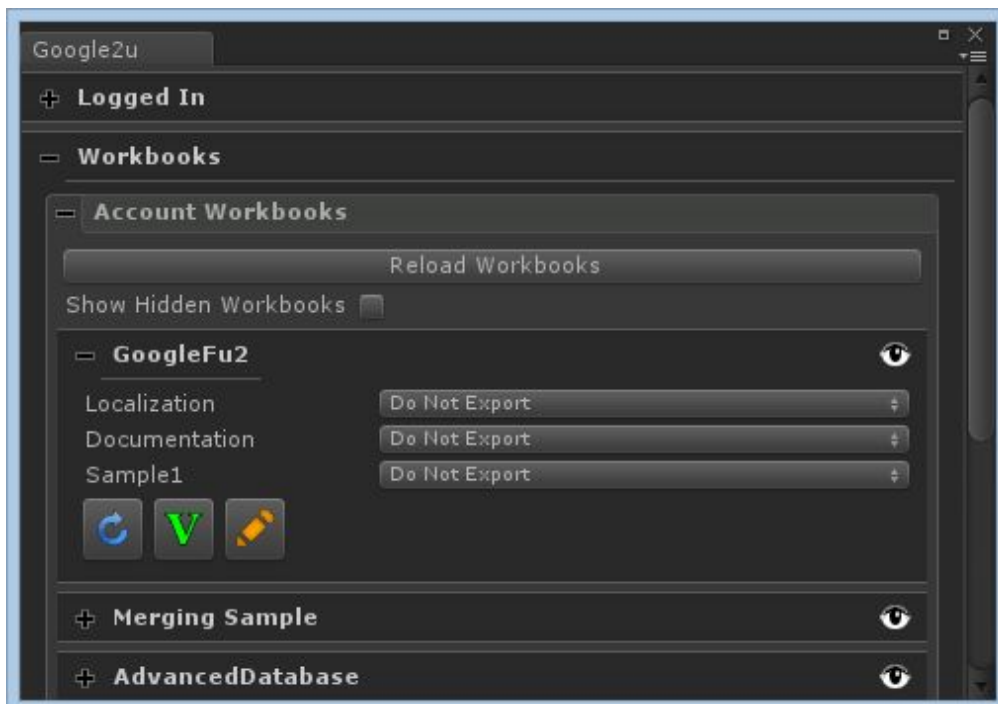 Google2u
Logged In
Workbooks
Account Workbooks
Reload Workbooks
Show Hidden Workbooks
GoogleFu2
Localization Do Not Export
Documentation Do Not Export
Sample1 Do Not Export
V
Merging Sample
AdvancedDatabase